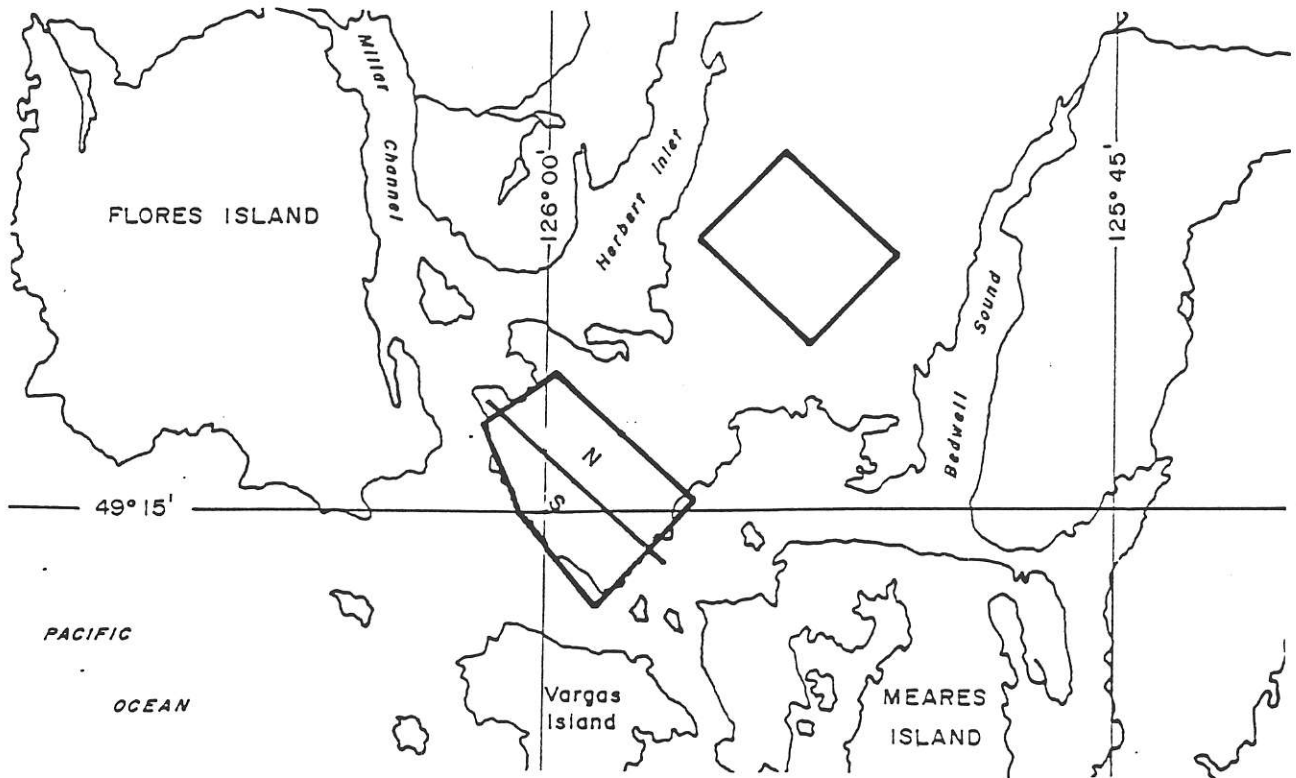 Millar
Channel
Herbert Inlet
126° 00'
125° 45'
FLORES ISLAND
Sound
Bedwell
N
S
49° 15'
PACIFIC
OCEAN
Vargas
Island
MEARES
ISLAND